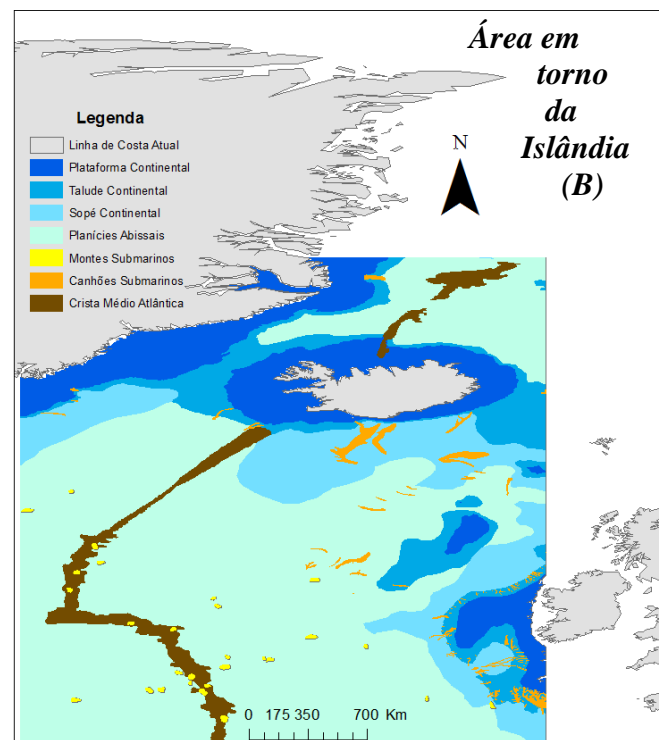 Área em
torno
da
Islândia
(B)
Legenda
Linha de Costa Atual
Plataforma Continental
Talude Continental
Sopé Continental
Planícies Abissais
Montes Submarinos
Canhões Submarinos
Crista Médio Atlântica
N
0 175 350 700 Km